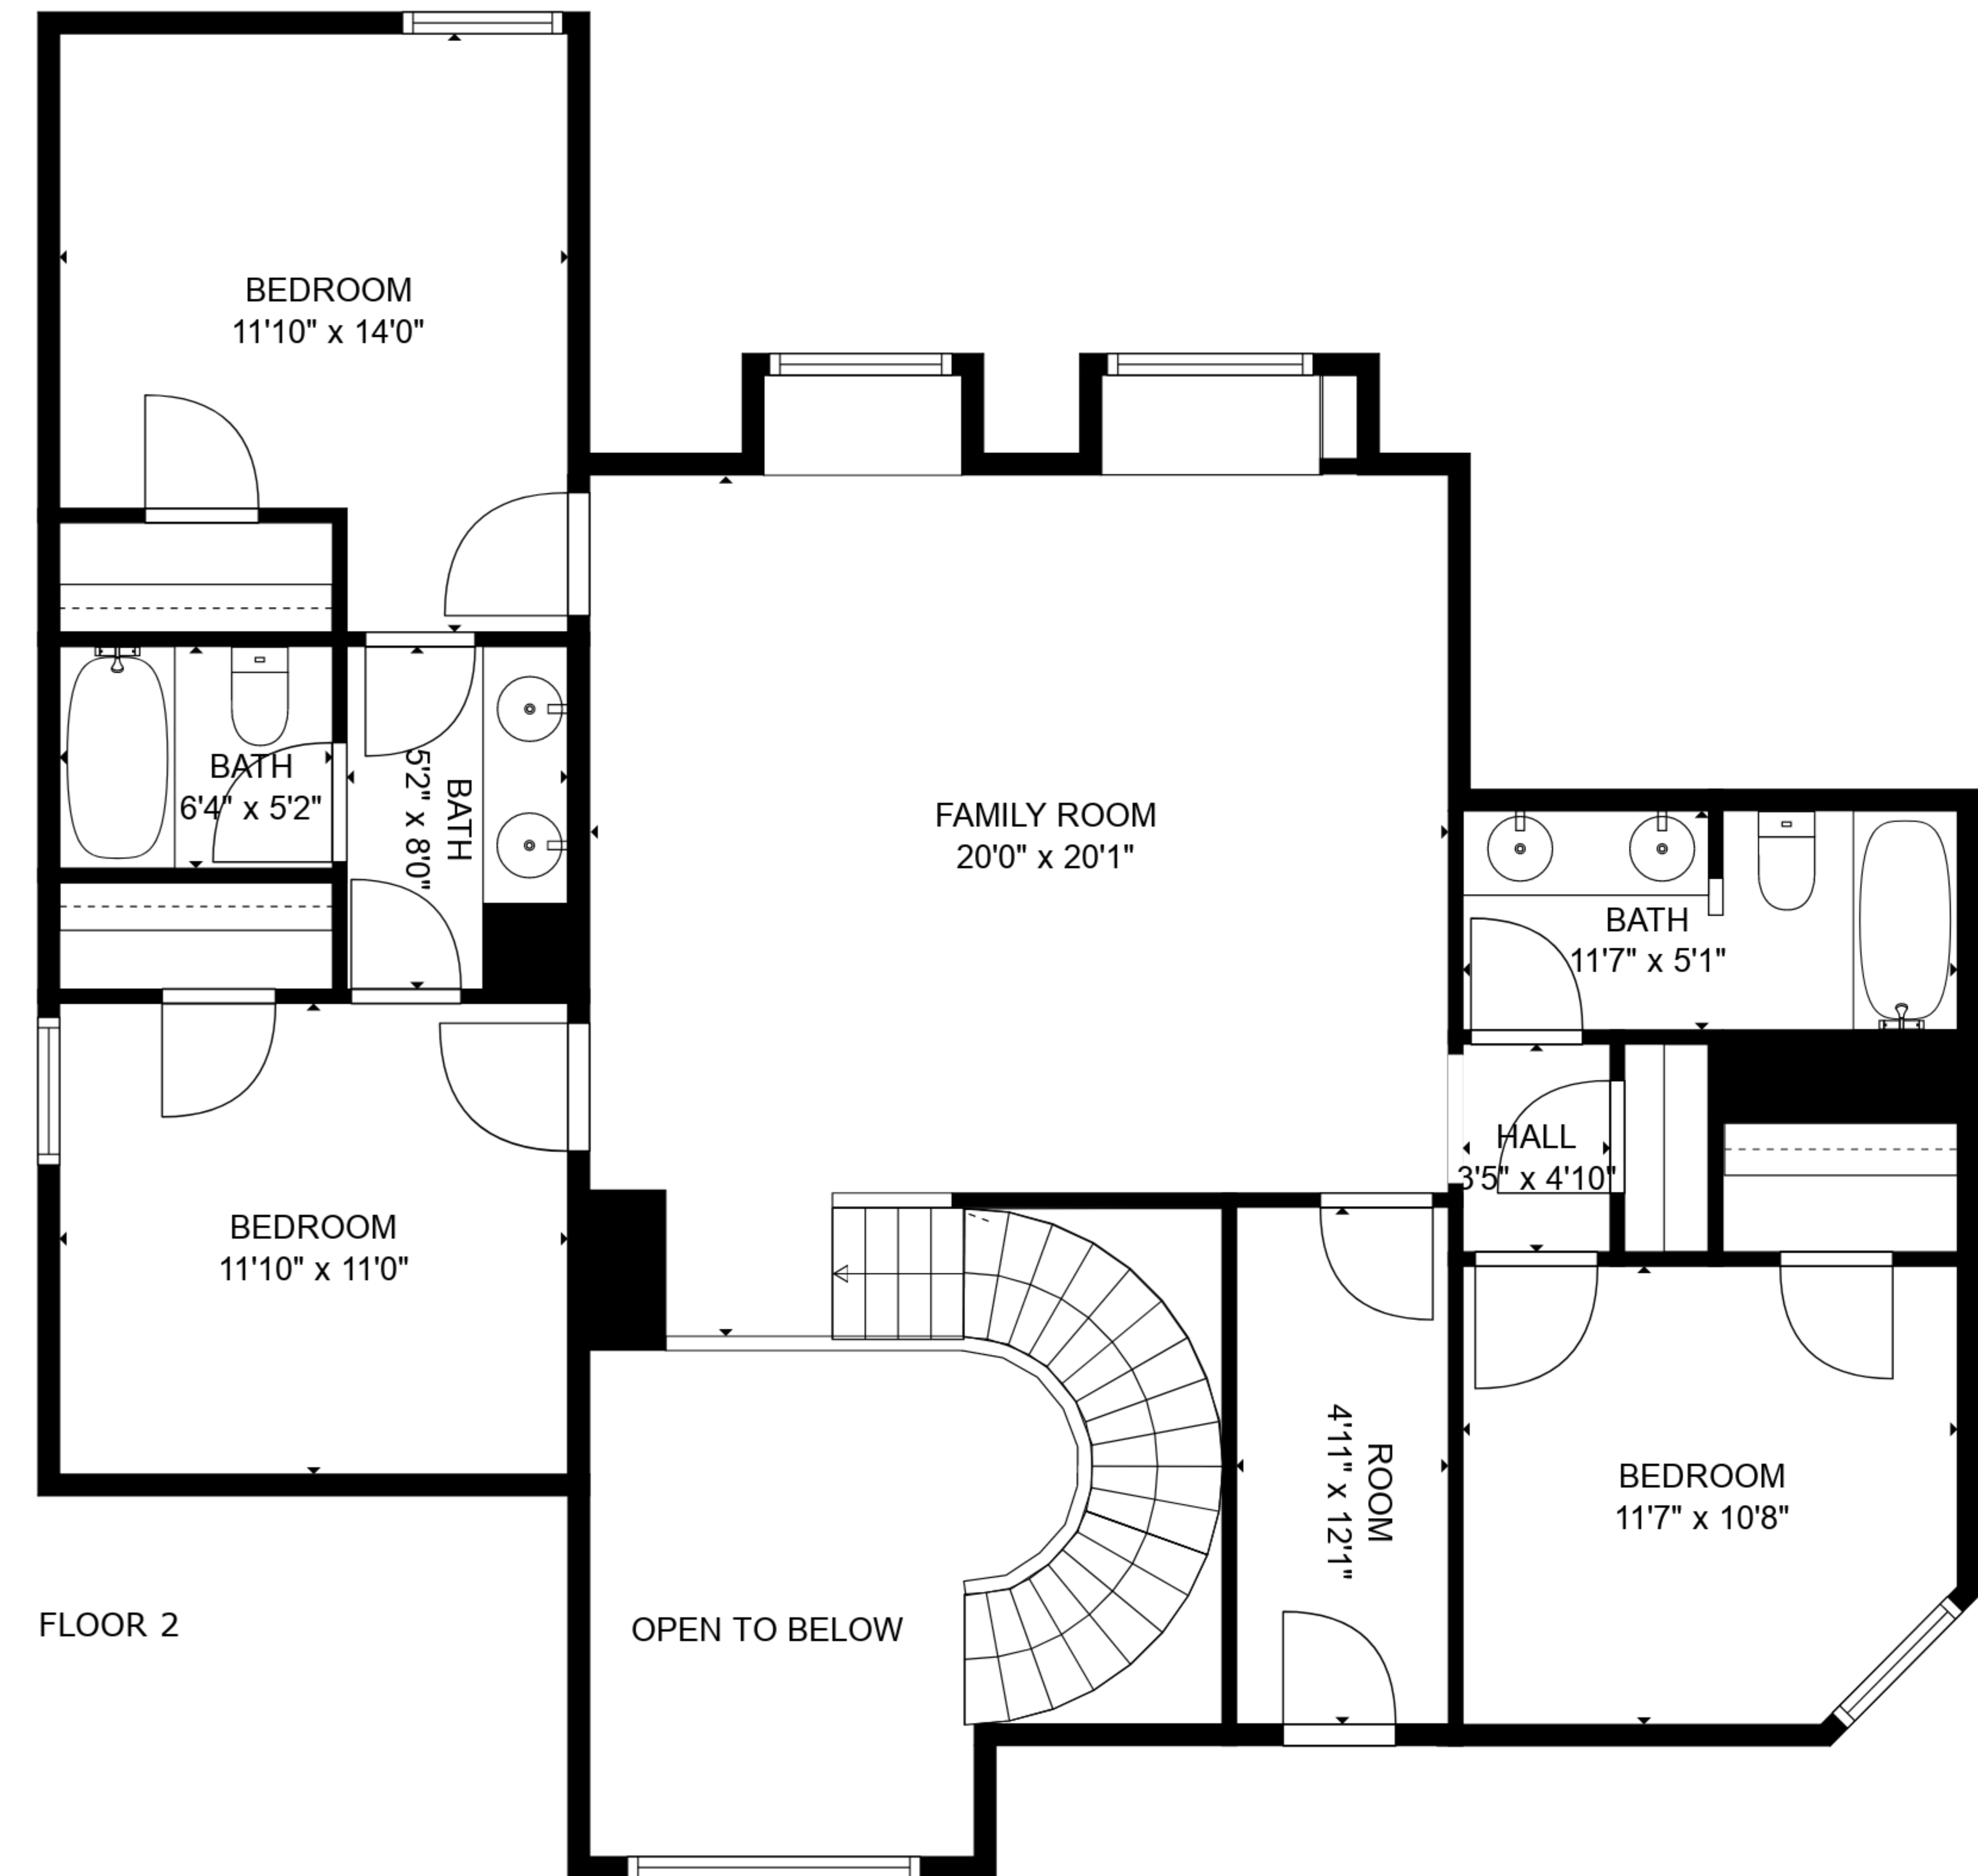 BEDROOM
11'10" x 14'0"
BATH
6'4" x 5'2"
BATH
5'2" x 8'0"
FAMILY ROOM
20'0" x 20'1"
BATH
11'7" x 5'1"
HALL
3'5" x 4'10"
BEDROOM
11'10" x 11'0"
ROOM
4'11" x 12'1"
BEDROOM
11'7" x 10'8"
FLOOR 2
OPEN TO BELOW